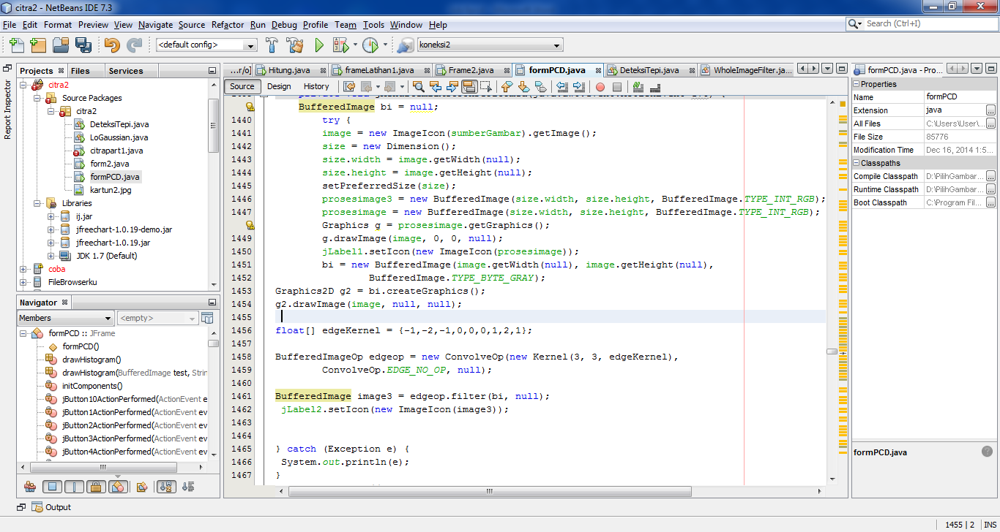 citra2 - NetBeans IDE 7.3
File Edit Format Preview View Navigate Source Refactor Run Debug Profile Team Tools Window Help
Search (Ctrl+I)
<default config>
koneksi2
Report Inspector
Projects Files Services
citra2
Source Packages
citra2
DeteksiTepi.java
LoGaussian.java
citrapart1.java
form2.java
formPCD.java
kartun2.jpg
Libraries
ij.jar
jfreechart-1.0.19-demo.jar
jfreechart-1.0.19.jar
JDK 1.7 (Default)
coba
FileBrowserku
Navigator
Members <empty>
formPCD :: JFrame
formPCD()
drawHistogram()
drawHistogram(BufferedImage test, Strin
initComponents()
jButton10ActionPerformed(ActionEvent e
jButton1ActionPerformed(ActionEvent ev
jButton2ActionPerformed(ActionEvent ev
jButton3ActionPerformed(ActionEvent ev
jButton4ActionPerformed(ActionEvent ev
Output
...r/o] Hitung.java frameLatihan1.java Frame2.java formPCD.java DeteksiTepi.java WholeImageFilter.ja...
Source Design History
BufferedImage bi = null;
1440 try {
1441 image = new ImageIcon(sumberGambar).getImage();
1442 size = new Dimension();
1443 size.width = image.getWidth(null);
1444 size.height = image.getHeight(null);
1445 setPreferredSize(size);
1446 prosesimage3 = new BufferedImage(size.width, size.height, BufferedImage.TYPE_INT_RGB);
1447 prosesimage = new BufferedImage(size.width, size.height, BufferedImage.TYPE_INT_RGB);
Graphics g = prosesimage.getGraphics();
1449 g.drawImage(image, 0, 0, null);
1450 jLabel1.setIcon(new ImageIcon(prosesimage));
1451 bi = new BufferedImage(image.getWidth(null), image.getHeight(null),
1452 BufferedImage.TYPE_BYTE_GRAY);
1453 Graphics2D g2 = bi.createGraphics();
1454 g2.drawImage(image, null, null);
1455
1456 float[] edgeKernel = {-1,-2,-1,0,0,0,1,2,1};
1457
1458 BufferedImageOp edgeop = new ConvolveOp(new Kernel(3, 3, edgeKernel),
1459 ConvolveOp.EDGE_NO_OP, null);
1460
1461 BufferedImage image3 = edgeop.filter(bi, null);
1462 jLabel2.setIcon(new ImageIcon(image3));
1463
1464
1465 } catch (Exception e) {
1466 System.out.println(e);
1467 }
formPCD.java - Pro...
Properties
Name formPCD
Extension java
All Files C:\Users\User\...
File Size 85776
Modification Time Dec 16, 2014 1:5...
Classpaths
Compile Classpath D:\PilihGambar...
Runtime Classpath D:\PilihGambar...
Boot Classpath C:\Program Fil...
formPCD.java
1455 | 2 INS